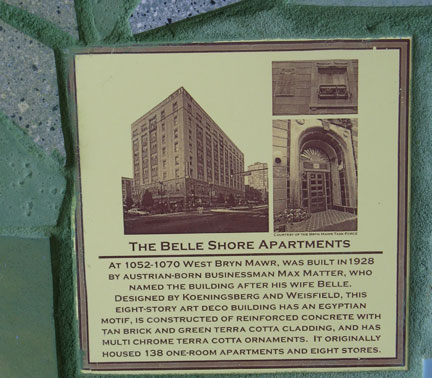 Courtesy of the Bryn Mawr Task Force
The Belle Shore Apartments
At 1052-1070 West Bryn Mawr, was built in 1928
by Austrian-born businessman Max Matter, who
named the building after his wife Belle.
Designed by Koeningsberg and Weisfield, this
eight-story art deco building has an Egyptian
motif, is constructed of reinforced concrete with
tan brick and green terra cotta cladding, and has
multi chrome terra cotta ornaments. It originally
housed 138 one-room apartments and eight stores.